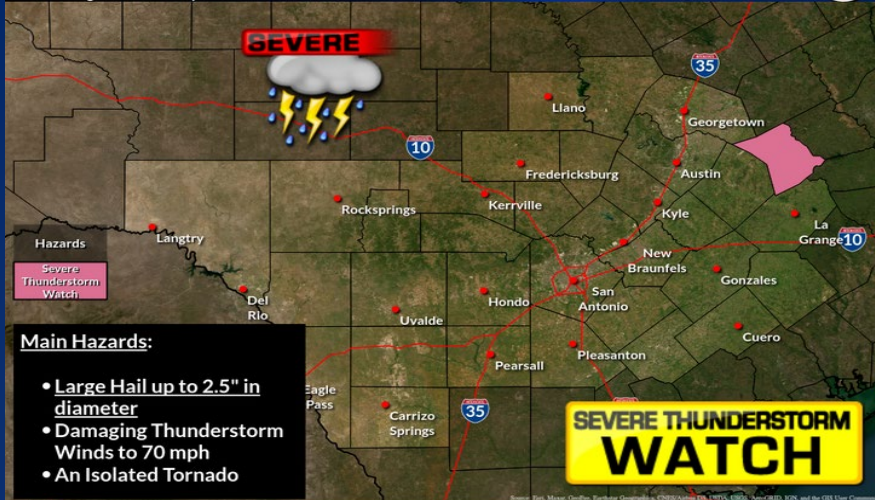 SEVERE
35
Llano
Georgetown
10
Fredericksburg
Austin
Rocksprings
Kerrville
Kyle
La
Grange
10
Langtry
Hazards
New
Braunfels
Severe
Thunderstorm
Watch
Gonzales
Del
Rio
Hondo
San
Antonio
Uvalde
Cuero
Main Hazards:
Pearsall
Pleasanton
• Large Hail up to 2.5" in
diameter
Eagle
Pass
35
Carrizo
Springs
• Damaging Thunderstorm
Winds to 70 mph
• An Isolated Tornado
SEVERE THUNDERSTORM
WATCH